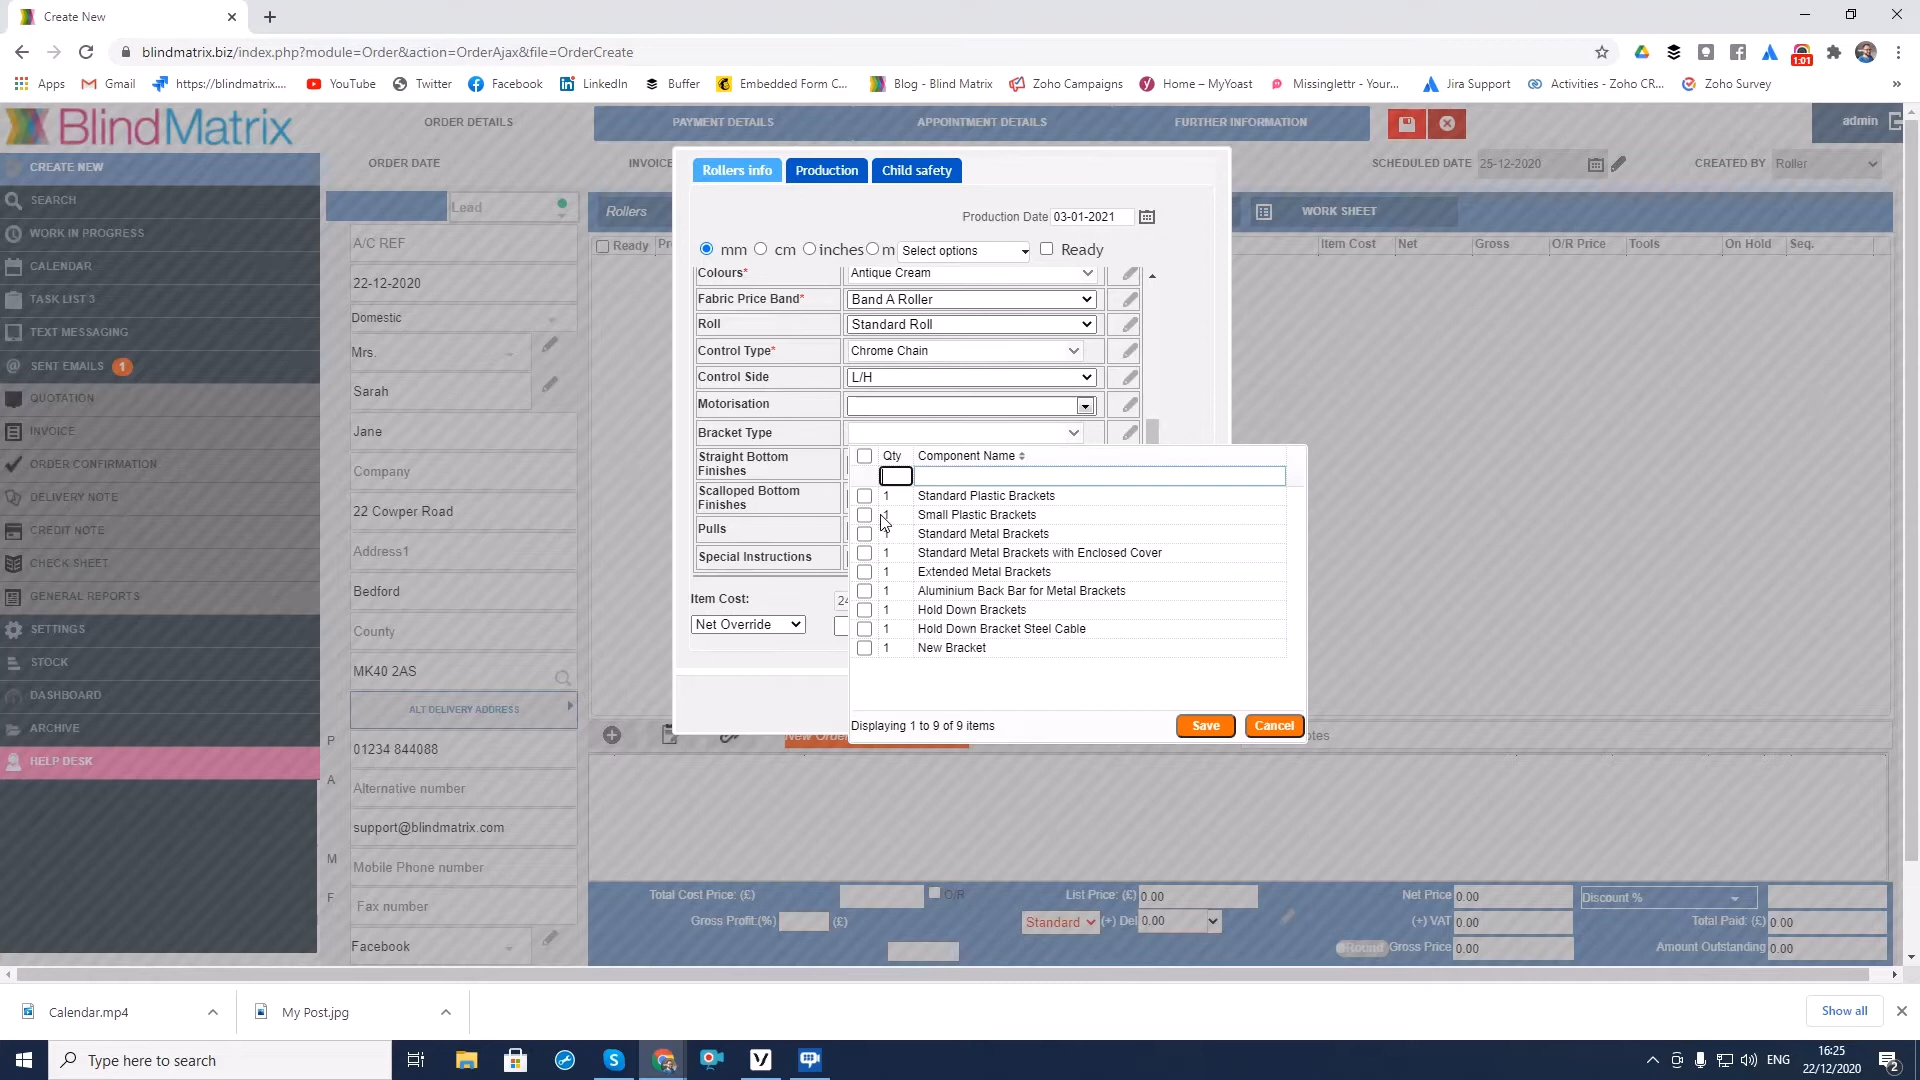 Create New
blindmatrix.biz/index.php?module=Order&action=OrderAjax&file=OrderCreate
1:01
Apps
Gmail
https://blindmatrix....
YouTube
Twitter
Facebook
LinkedIn
Buffer
Embedded Form C...
Blog - Blind Matrix
Zoho Campaigns
Home – MyYoast
Missinglettr - Your...
Jira Support
Activities - Zoho CR...
Zoho Survey
BlindMatrix
ORDER DETAILS
PAYMENT DETAILS
APPOINTMENT DETAILS
FURTHER INFORMATION
admin
ORDER DATE
INVOICE
SCHEDULED DATE 25-12-2020
CREATED BY Roller
CREATE NEW
SEARCH
WORK IN PROGRESS
CALENDAR
TASK LIST 3
TEXT MESSAGING
SENT EMAILS 1
QUOTATION
INVOICE
ORDER CONFIRMATION
DELIVERY NOTE
CREDIT NOTE
CHECK SHEET
GENERAL REPORTS
SETTINGS
STOCK
DASHBOARD
ARCHIVE
HELP DESK
Lead
A/C REF
22-12-2020
Domestic
Mrs.
Sarah
Jane
Company
22 Cowper Road
Address1
Bedford
County
MK40 2AS
ALT DELIVERY ADDRESS
P
01234 844088
A
Alternative number
support@blindmatrix.com
M
Mobile Phone number
F
Fax number
Facebook
Rollers
WORK SHEET
Ready
Item Cost
Net
Gross
O/R Price
Tools
On Hold
Seq.
Rollers info
Production
Child safety
Production Date 03-01-2021
mm
cm
inches
m
Select options
Ready
Colours*
Antique Cream
Fabric Price Band*
Band A Roller
Roll
Standard Roll
Control Type*
Chrome Chain
Control Side
L/H
Motorisation
Bracket Type
Straight Bottom
Finishes
Scalloped Bottom
Finishes
Pulls
Special Instructions
Item Cost:
Net Override
Qty
Component Name
1 Standard Plastic Brackets
1 Small Plastic Brackets
1 Standard Metal Brackets
1 Standard Metal Brackets with Enclosed Cover
1 Extended Metal Brackets
1 Aluminium Back Bar for Metal Brackets
1 Hold Down Brackets
1 Hold Down Bracket Steel Cable
1 New Bracket
Displaying 1 to 9 of 9 items
Save
Cancel
Total Cost Price: (£)
O/R
List Price: (£) 0.00
Net Price 0.00
Discount %
Gross Profit:(%)
(£)
Standard
(+) Del 0.00
(+) VAT 0.00
Total Paid: (£) 0.00
Round
Gross Price 0.00
Amount Outstanding 0.00
Calendar.mp4
My Post.jpg
Show all
Type here to search
ENG
16:25
22/12/2020
2